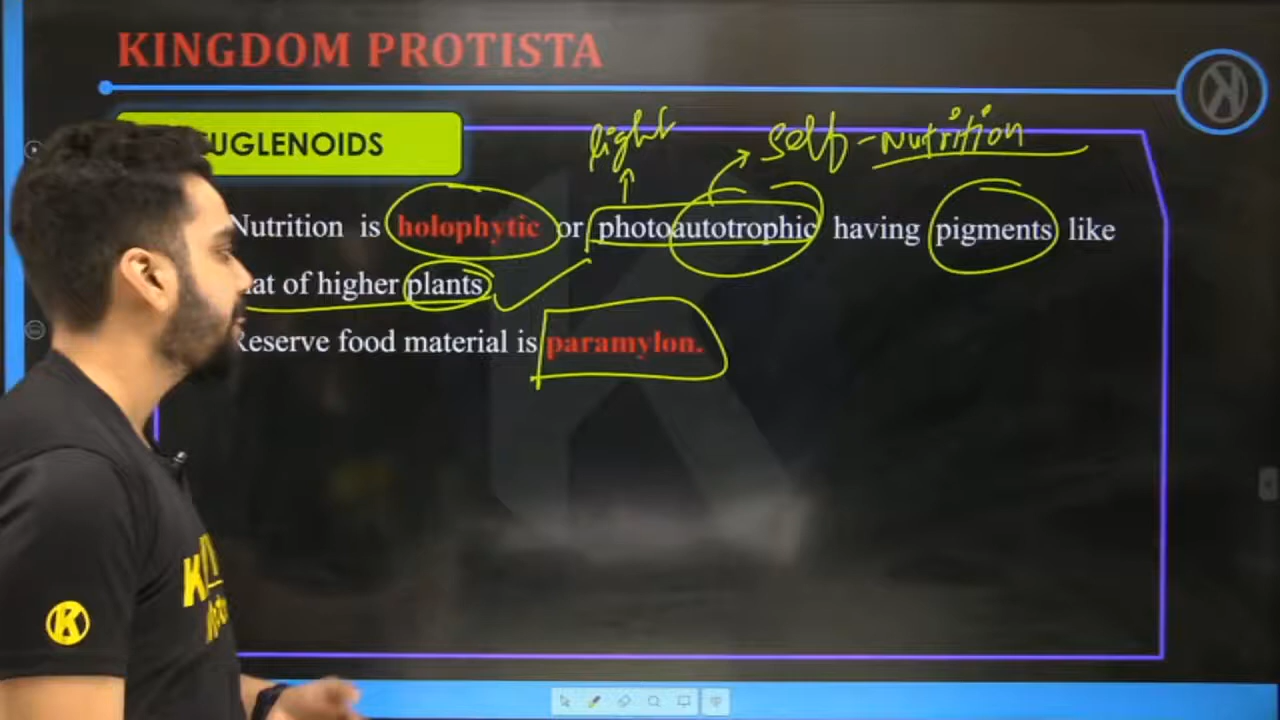 KINGDOM PROTISTA
UGLENOIDS
light
self-nutrition
Nutrition is holophytic or photoautotrophic having pigments like
at of higher plants
Reserve food material is paramylon.
K